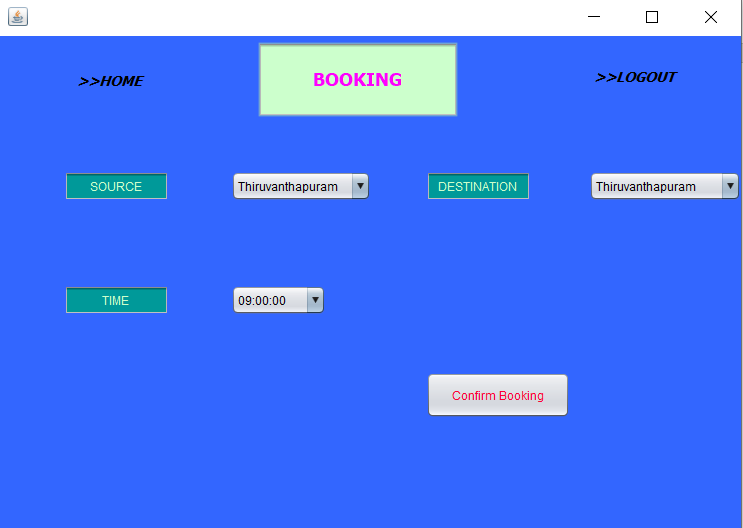 >>HOME
BOOKING
>>LOGOUT
SOURCE
Thiruvanthapuram
DESTINATION
Thiruvanthapuram
TIME
09:00:00
Confirm Booking